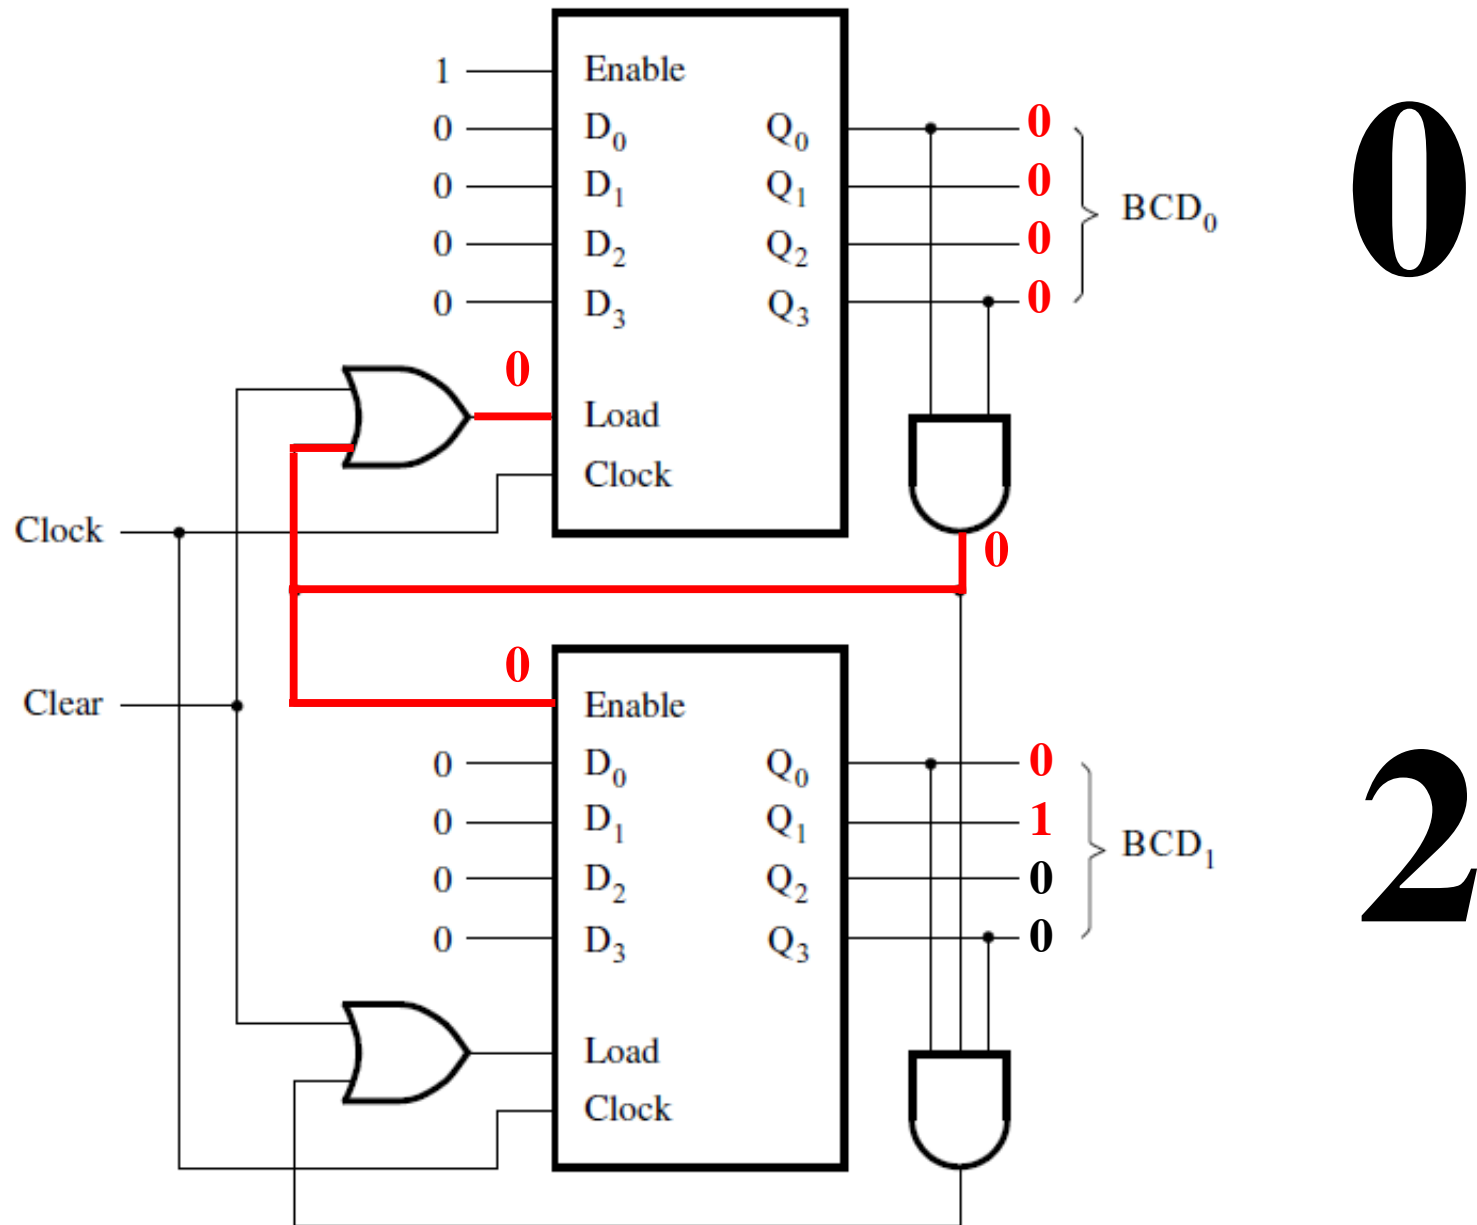 1 Enable
0 D0 Q0 0
0 D1 Q1 0
0 D2 Q2 0
0 D3 Q3 0
BCD0
0
0 Load
Clock
Clock
0
0 Enable
Clear
0 D0 Q0 0
0 D1 Q1 1
0 D2 Q2 0
0 D3 Q3 0
BCD1
2
Load
Clock